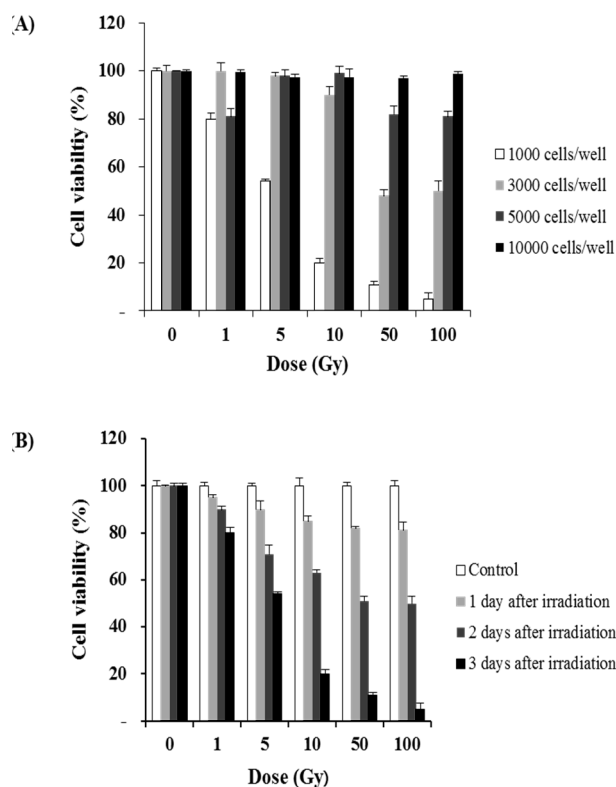 (A)
120
100
80
60
40
20
-
Cell viabiltiy (%)
0 1 5 10 50 100
Dose (Gy)
1000 cells/well
3000 cells/well
5000 cells/well
10000 cells/well
(B)
120
100
80
60
40
20
-
Cell viability (%)
0 1 5 10 50 100
Dose (Gy)
Control
1 day after irradiation
2 days after irradiation
3 days after irradiation